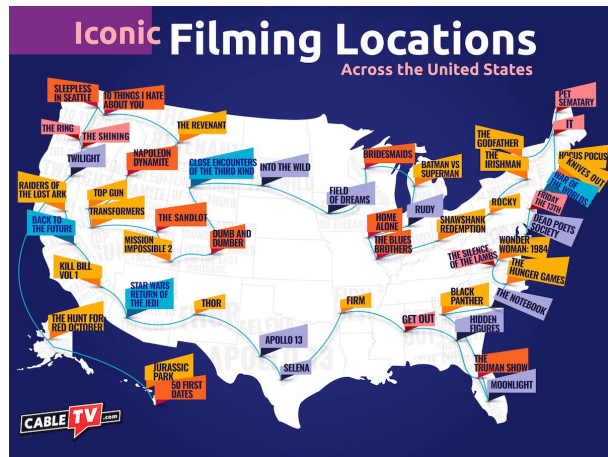 Iconic Filming Locations
Across the United States
SLEEPLESS
IN SEATTLE
10 THINGS I HATE
ABOUT YOU
THE RING
THE SHINING
THE REVENANT
TWILIGHT
NAPOLEON
DYNAMITE
CLOSE ENCOUNTERS
OF THE THIRD KIND
INTO THE WILD
FIELD
OF DREAMS
BRIDESMAIDS
BATMAN VS
SUPERMAN
RUDY
THE
GODFATHER
THE
IRISHMAN
PET
SEMATARY
IT
HOCUS POCUS
KNIVES OUT
WAR OF
THE WORLDS
FRIDAY
THE 13TH
DEAD POETS
SOCIETY
RAIDERS OF
THE LOST ARK
TOP GUN
TRANSFORMERS
THE SANDLOT
BACK TO
THE FUTURE
MISSION
IMPOSSIBLE 2
DUMB AND
DUMBER
HOME
ALONE
THE BLUES
BROTHERS
SHAWSHANK
REDEMPTION
ROCKY
THE SILENCE
OF THE LAMBS
WONDER
WOMAN: 1984
THE
HUNGER GAMES
KILL BILL
VOL 1
STAR WARS
RETURN OF
THE JEDI
THOR
FIRM
GET OUT
BLACK
PANTHER
THE NOTEBOOK
HIDDEN
FIGURES
THE HUNT FOR
RED OCTOBER
APOLLO 13
SELENA
THE
TRUMAN SHOW
MOONLIGHT
JURASSIC
PARK
50 FIRST
DATES
CABLE TV.com